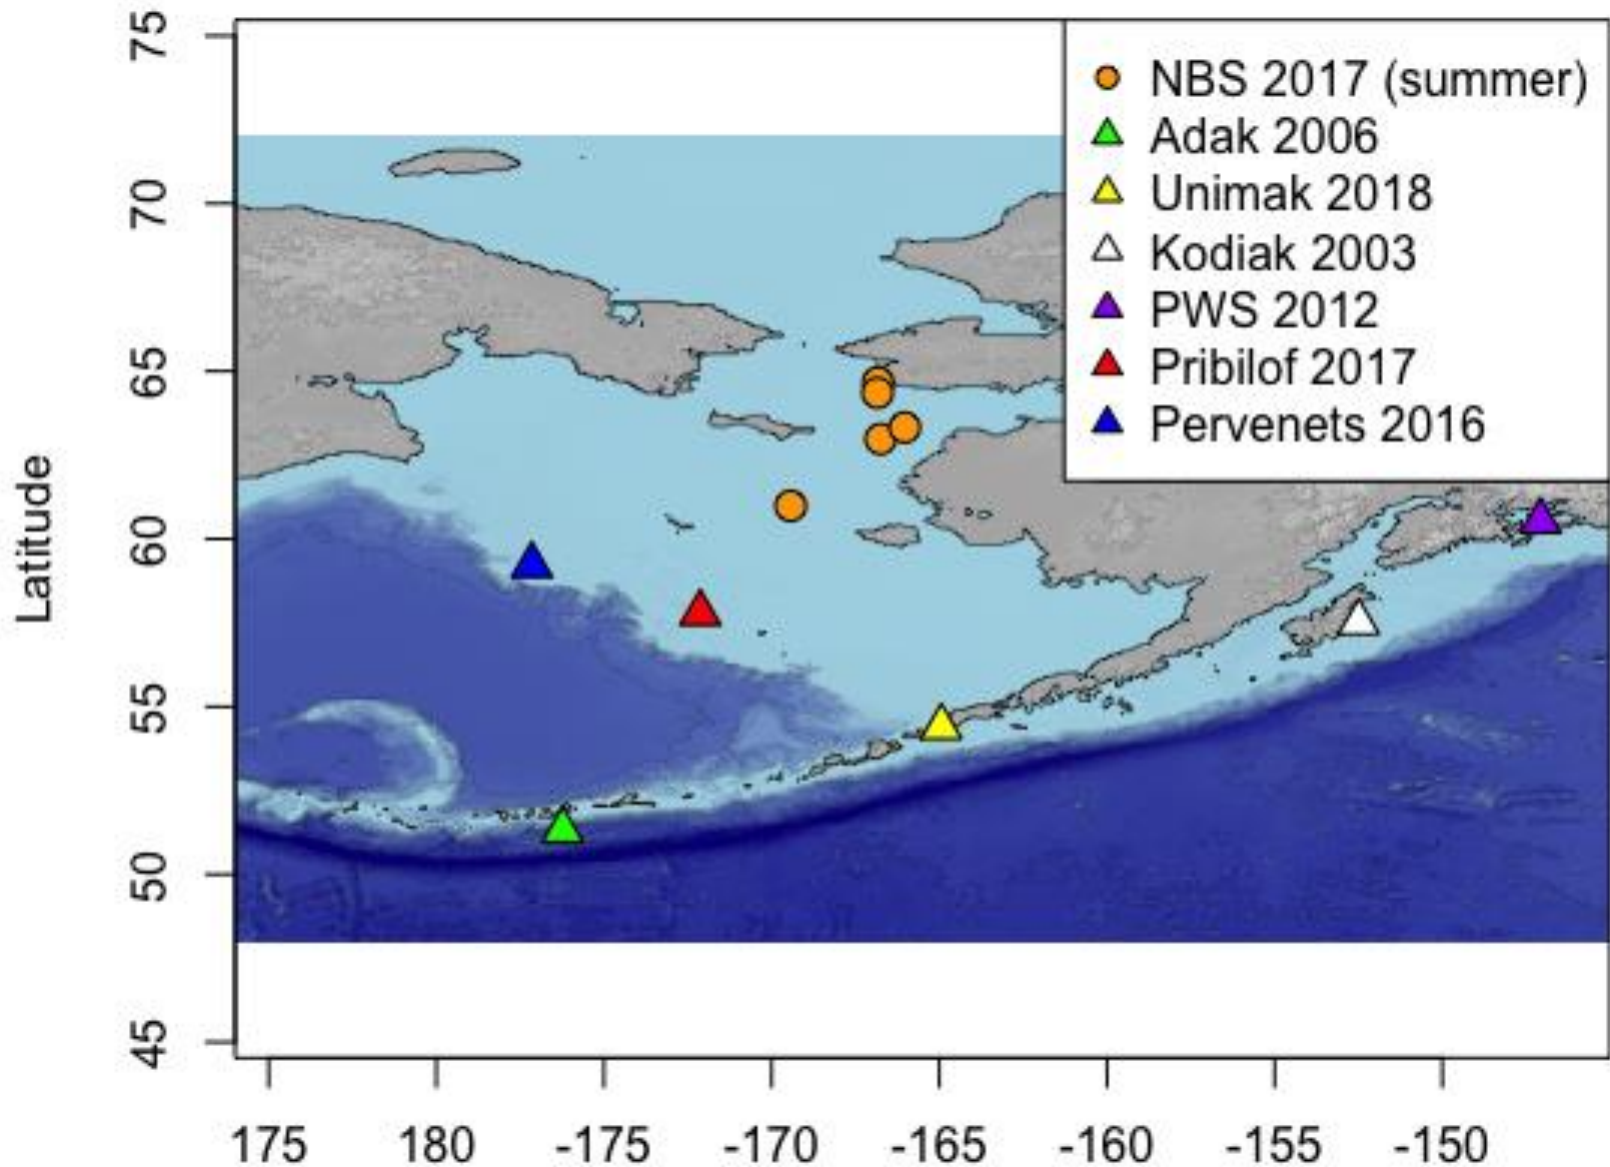 75
70
65
60
55
50
45
Latitude
NBS 2017 (summer)
Adak 2006
Unimak 2018
Kodiak 2003
PWS 2012
Pribilof 2017
Pervenets 2016
175 180 -175 -170 -165 -160 -155 -150